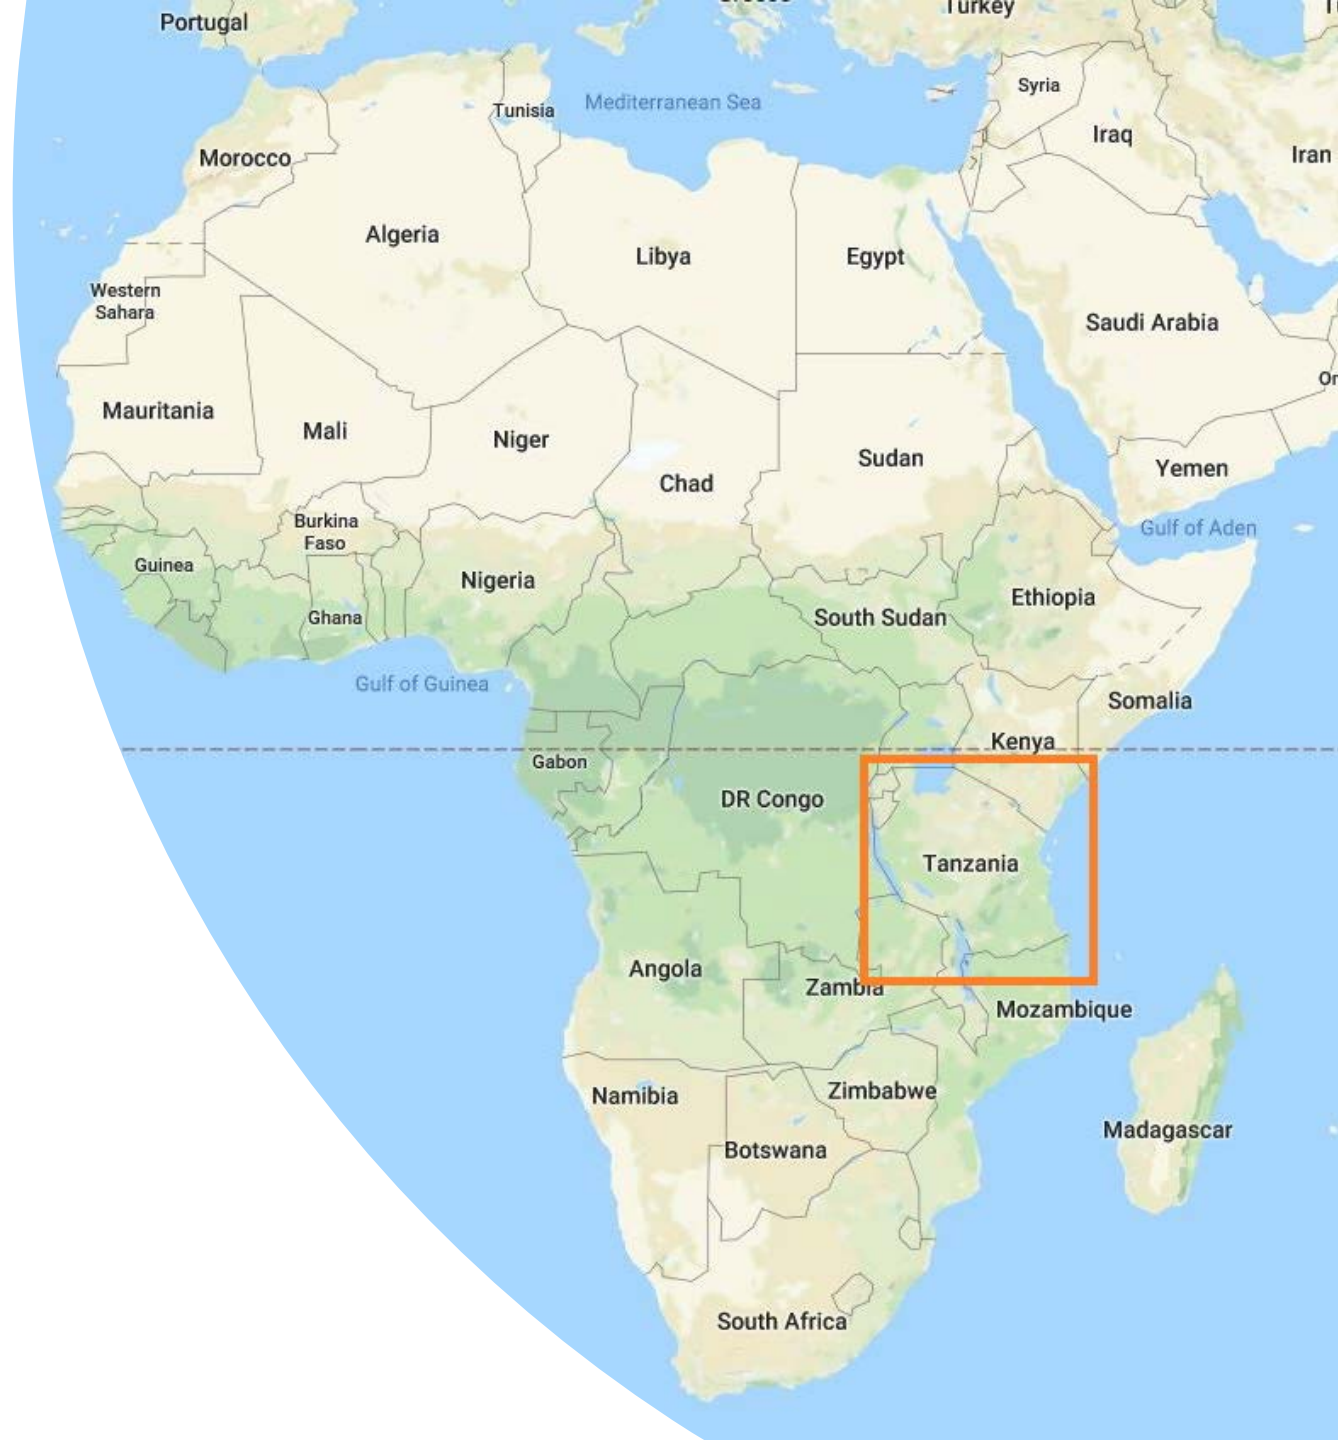 Portugal
Turkey
Syria
Tunisia
Mediterranean Sea
Iraq
Iran
Morocco
Algeria
Libya
Egypt
Western
Sahara
Saudi Arabia
Mauritania
Mali
Niger
Chad
Sudan
Yemen
Burkina
Faso
Gulf of Aden
Guinea
Nigeria
Ethiopia
Ghana
South Sudan
Gulf of Guinea
Somalia
Kenya
Gabon
DR Congo
Tanzania
Angola
Zambia
Mozambique
Namibia
Zimbabwe
Madagascar
Botswana
South Africa